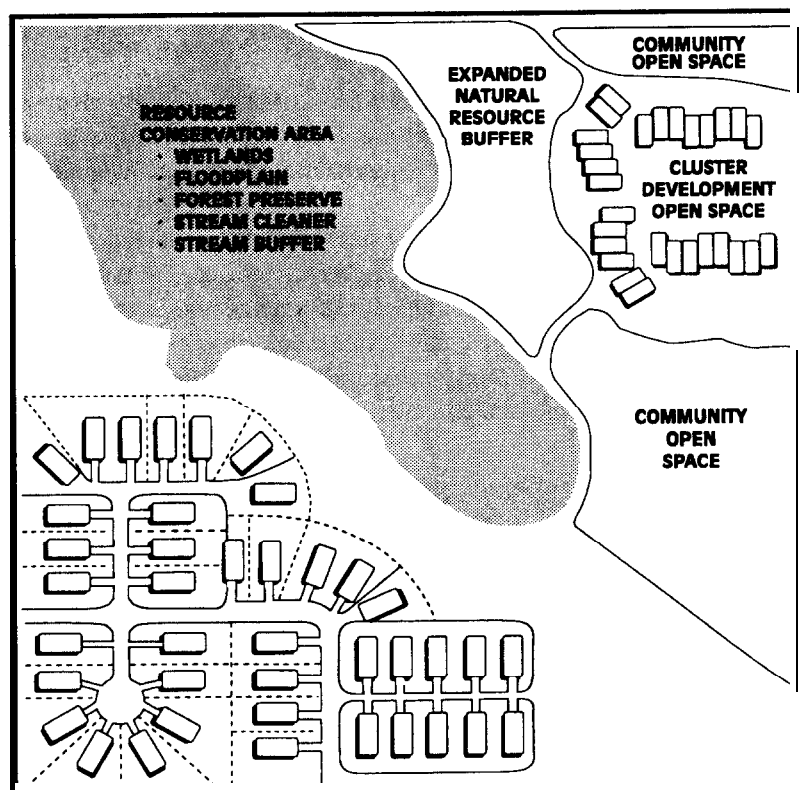 RESOURCE
CONSERVATION AREA
· WETLANDS
· FLOODPLAIN
· FOREST PRESERVE
· STREAM CLEANER
· STREAM BUFFER
EXPANDED
NATURAL
RESOURCE
BUFFER
COMMUNITY
OPEN SPACE
CLUSTER
DEVELOPMENT
OPEN SPACE
COMMUNITY
OPEN
SPACE